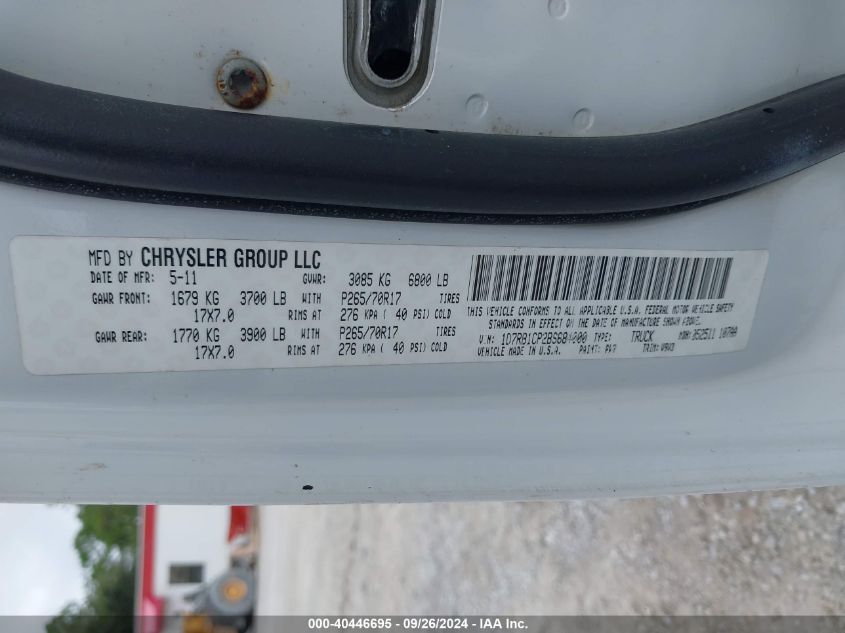 MFD BY CHRYSLER GROUP LLC
DATE OF MFR: 5-11 GVWR: 3085 KG 6800 LB
GAWR FRONT: 1679 KG 3700 LB WITH P265/70R17 TIRES
17X7.0 RIMS AT 276 KPA ( 40 PSI) COLD
GAWR REAR: 1770 KG 3900 LB WITH P265/70R17 TIRES
17X7.0 RIMS AT 276 KPA ( 40 PSI) COLD
THIS VEHICLE CONFORMS TO ALL APPLICABLE U.S.A. FEDERAL MOTOR VEHICLE SAFETY
STANDARDS IN EFFECT ON THE DATE OF MANUFACTURE SHOWN ABOVE.
TYPE: TRUCK MDH:
VEHICLE MADE IN U.S.A. PAINT: PW7 TRIM:
000-40446695 - 09/26/2024 - IAA Inc.